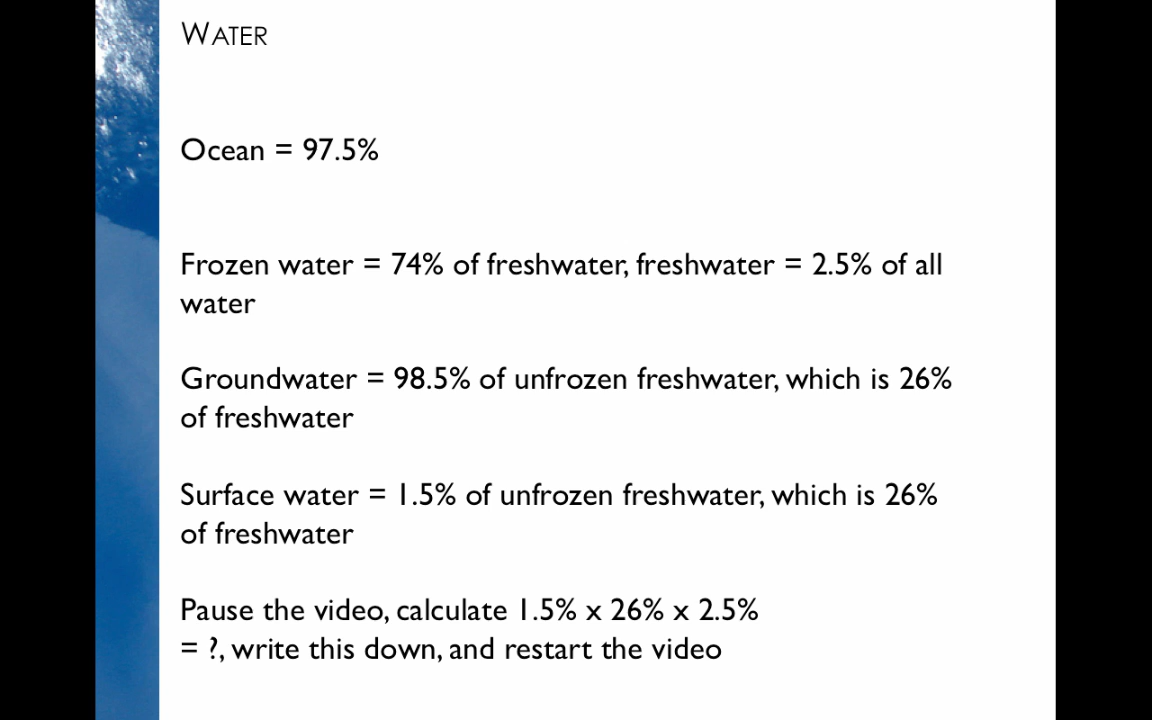 WATER
Ocean = 97.5%
Frozen water = 74% of freshwater, freshwater = 2.5% of all
water
Groundwater = 98.5% of unfrozen freshwater, which is 26%
of freshwater
Surface water = 1.5% of unfrozen freshwater, which is 26%
of freshwater
Pause the video, calculate 1.5% x 26% x 2.5%
= ?, write this down, and restart the video